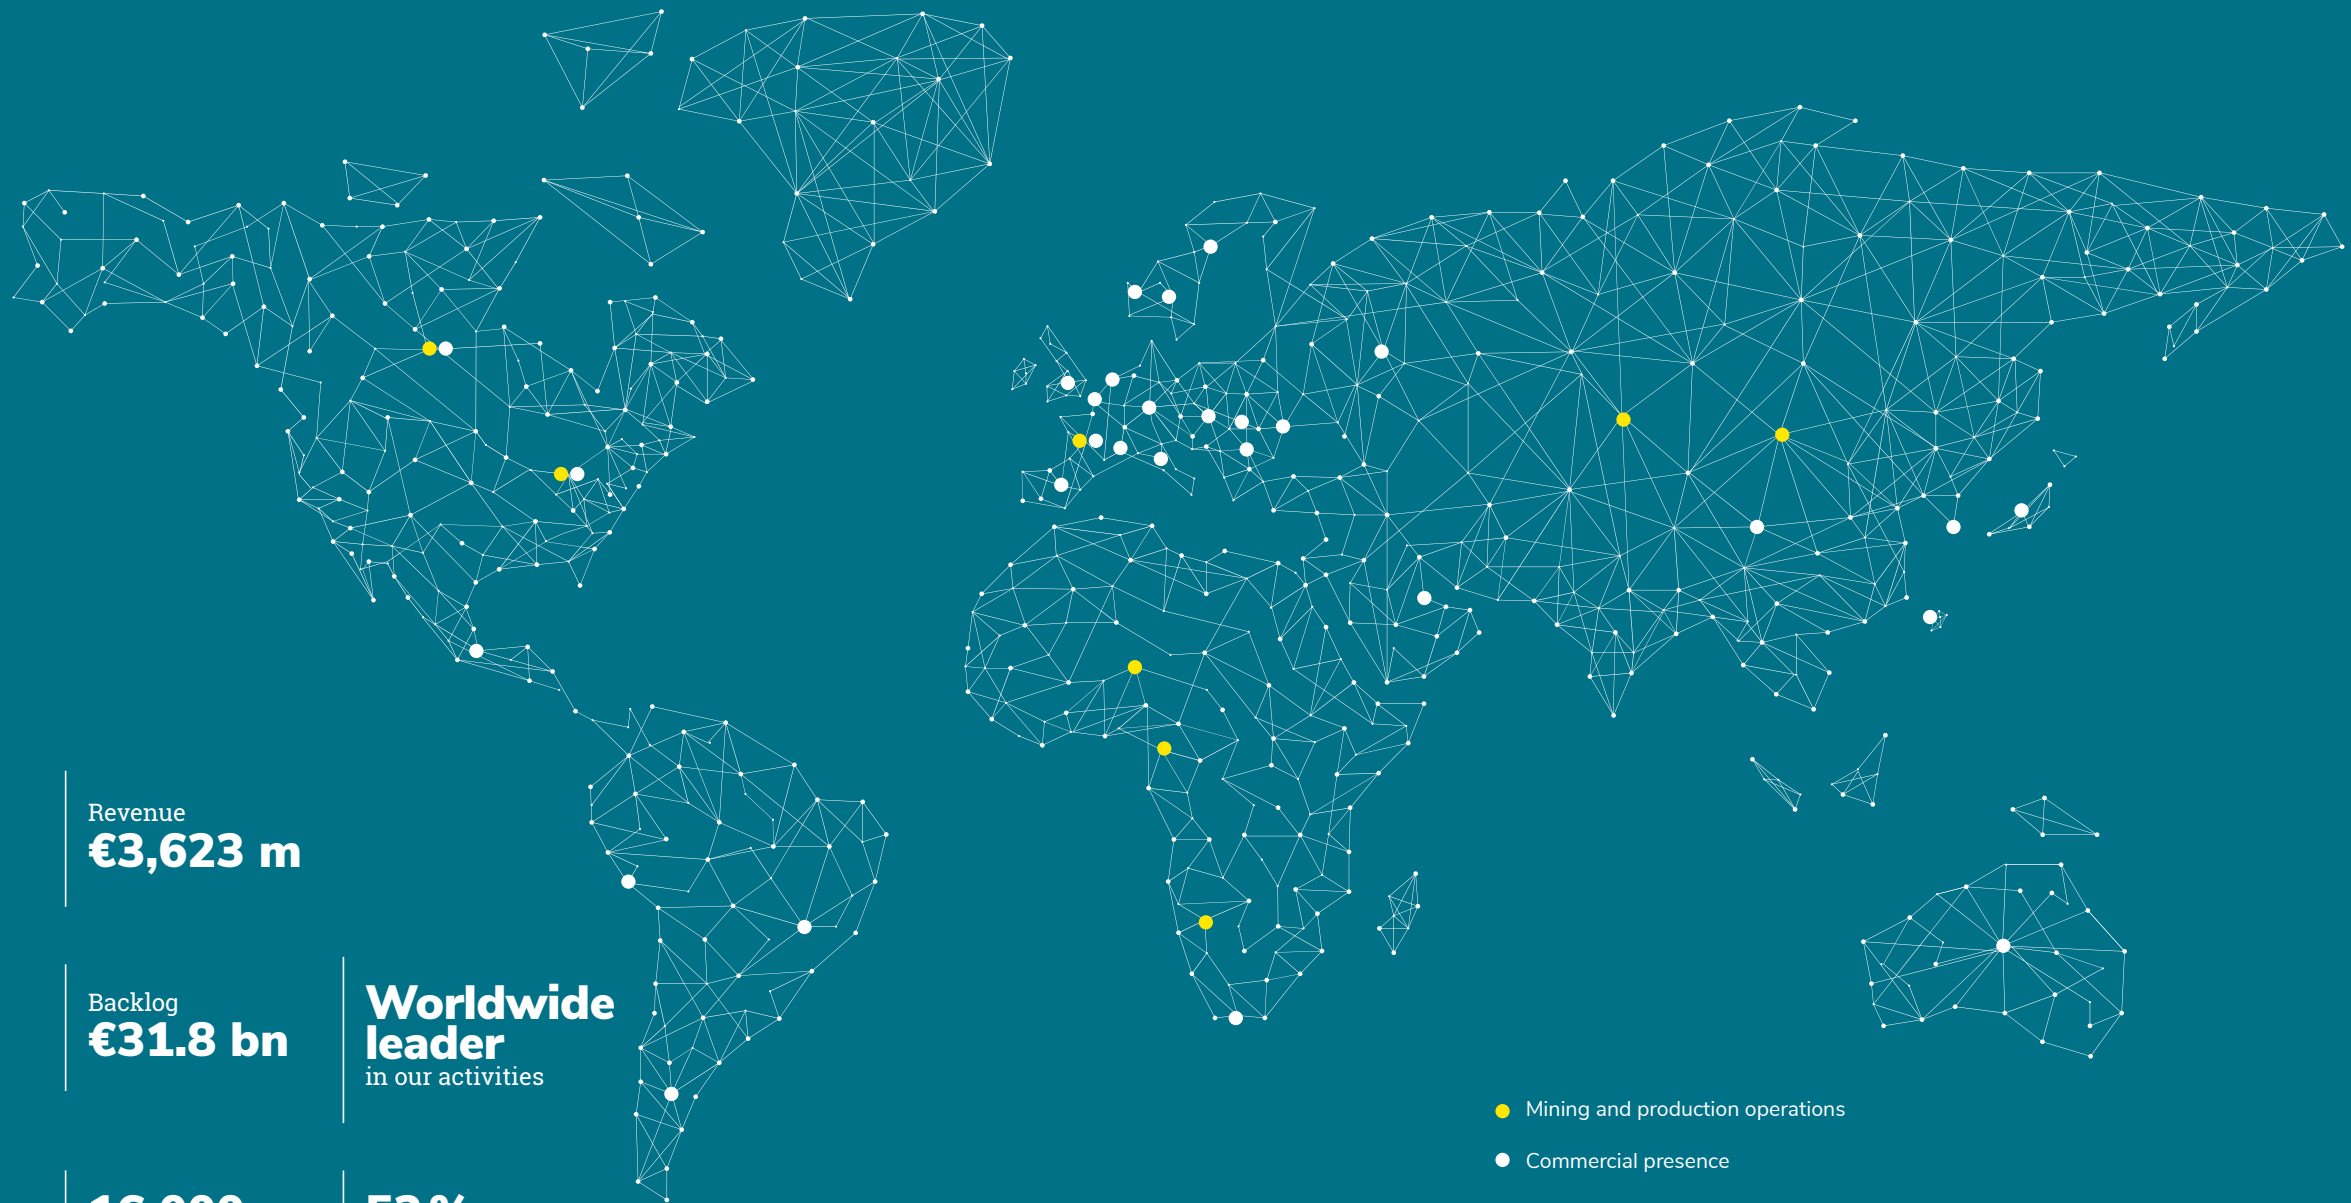 Revenue
€3,623 m
Backlog
€31.8 bn
Worldwide
leader
in our activities
Mining and production operations
Commercial presence